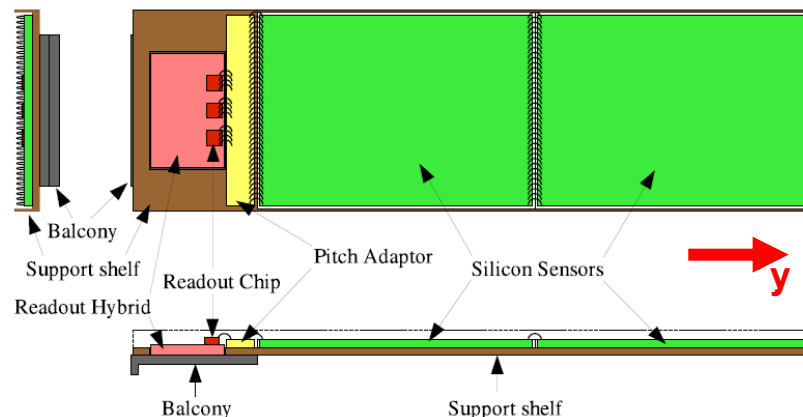 Balcony
Support shelf
Readout Hybrid
Readout Chip
Pitch Adaptor
Silicon Sensors
y
Balcony
Support shelf